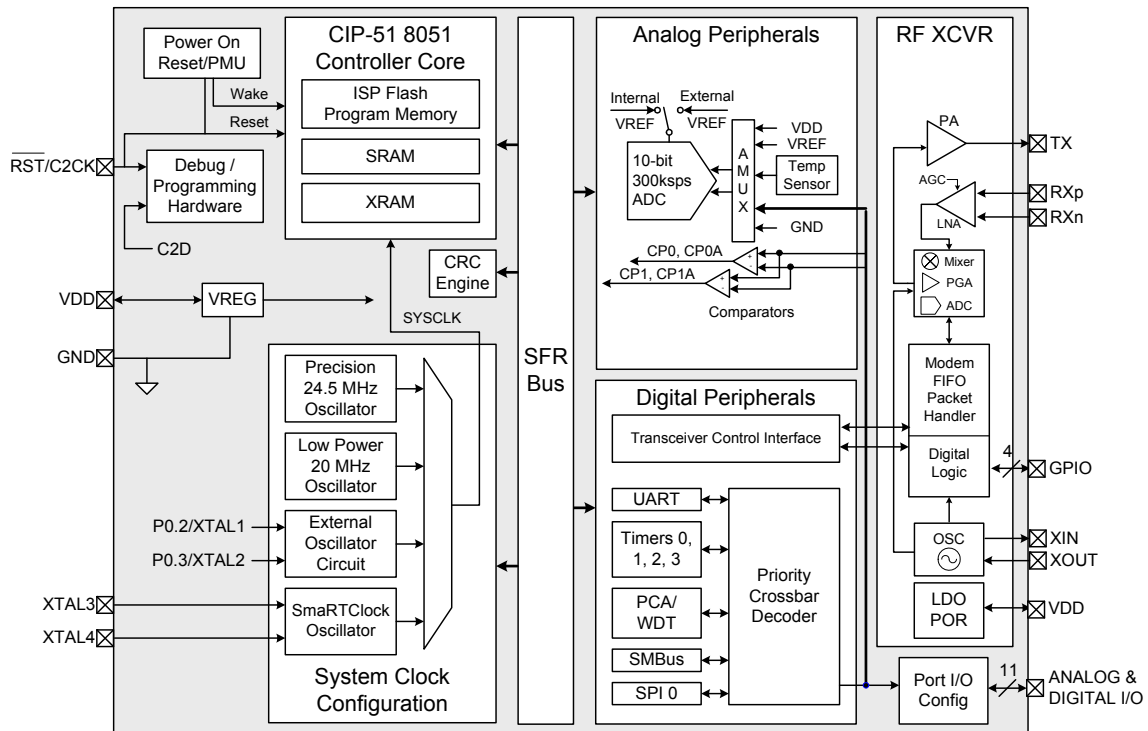 Power On
Reset/PMU
Wake
Reset
RST/C2CK
Debug /
Programming
Hardware
C2D
VDD
VREG
GND
CIP-51 8051
Controller Core
ISP Flash
Program Memory
SRAM
XRAM
CRC
Engine
SYSCLK
Precision
24.5 MHz
Oscillator
Low Power
20 MHz
Oscillator
P0.2/XTAL1
P0.3/XTAL2
External
Oscillator
Circuit
XTAL3
XTAL4
SmaRTClock
Oscillator
System Clock
Configuration
SFR
Bus
Analog Peripherals
Internal
VREF
External
VREF
10-bit
300ksps
ADC
A
M
U
X
VDD
VREF
Temp
Sensor
GND
CP0, CP0A
CP1, CP1A
+
-
+
-
Comparators
Digital Peripherals
Transceiver Control Interface
UART
Timers 0,
1, 2, 3
PCA/
WDT
SMBus
SPI 0
Priority
Crossbar
Decoder
RF XCVR
PA
TX
AGC
LNA
RXp
RXn
Mixer
PGA
ADC
Modem
FIFO
Packet
Handler
Digital
Logic
4
GPIO
OSC
XIN
XOUT
LDO
POR
VDD
Port I/O
Config
11
ANALOG &
DIGITAL I/O